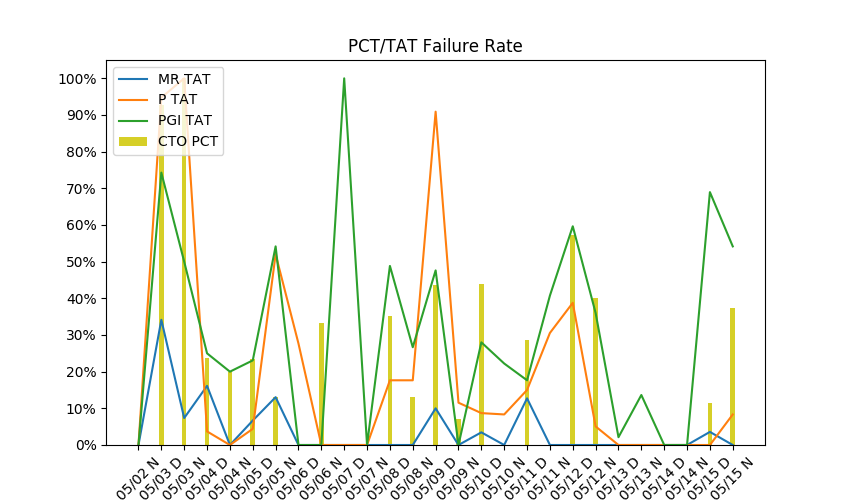 PCT/TAT Failure Rate
100%
90%
80%
70%
60%
50%
40%
30%
20%
10%
0%
MR TAT
P TAT
PGI TAT
CTO PCT
05/02 N
05/03 D
05/03 N
05/04 D
05/04 N
05/05 D
05/05 N
05/06 D
05/06 N
05/07 D
05/07 N
05/08 D
05/08 N
05/09 D
05/09 N
05/10 D
05/10 N
05/11 D
05/11 N
05/12 D
05/12 N
05/13 D
05/13 N
05/14 D
05/14 N
05/15 D
05/15 N